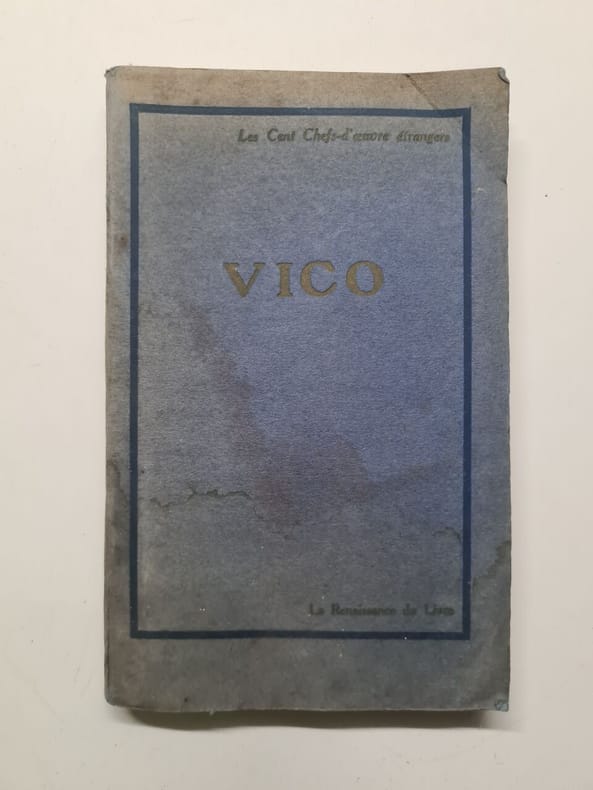 Les Cent Chefs-d'œuvre étrangers
VICO
La Renaissance du Livre